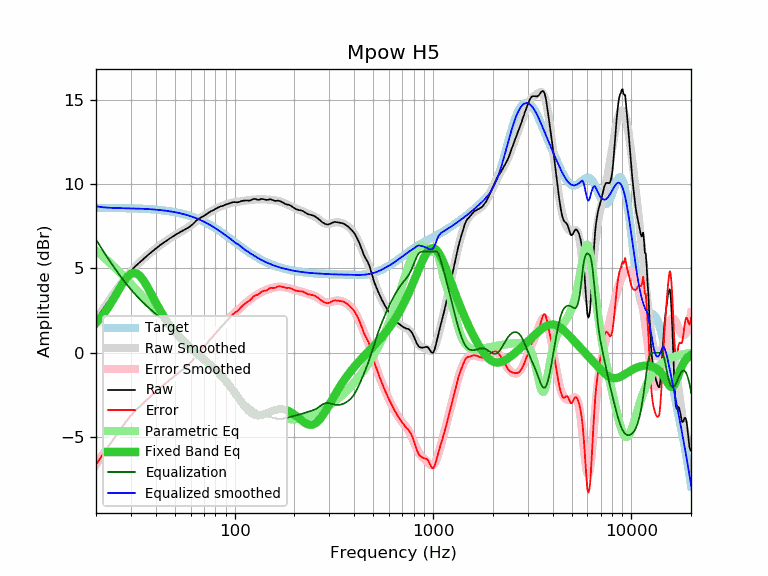 Mpow H5
15
10
5
0
−5
Amplitude (dBr)
Target
Raw Smoothed
Error Smoothed
Raw
Error
Parametric Eq
Fixed Band Eq
Equalization
Equalized smoothed
100
1000
10000
Frequency (Hz)